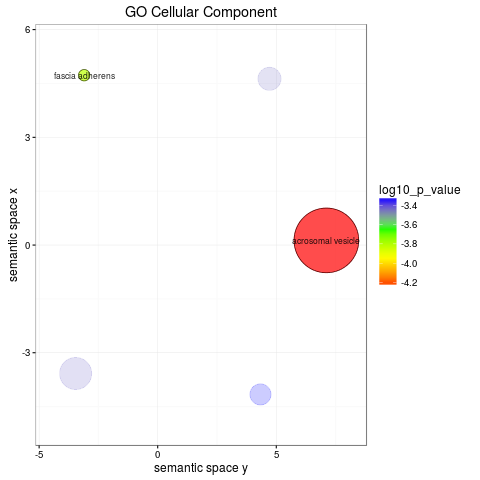 GO Cellular Component
6
3
0
-3
semantic space x
fascia adherens
acrosomal vesicle
-5
0
5
semantic space y
log10_p_value
-3.4
-3.6
-3.8
-4.0
-4.2